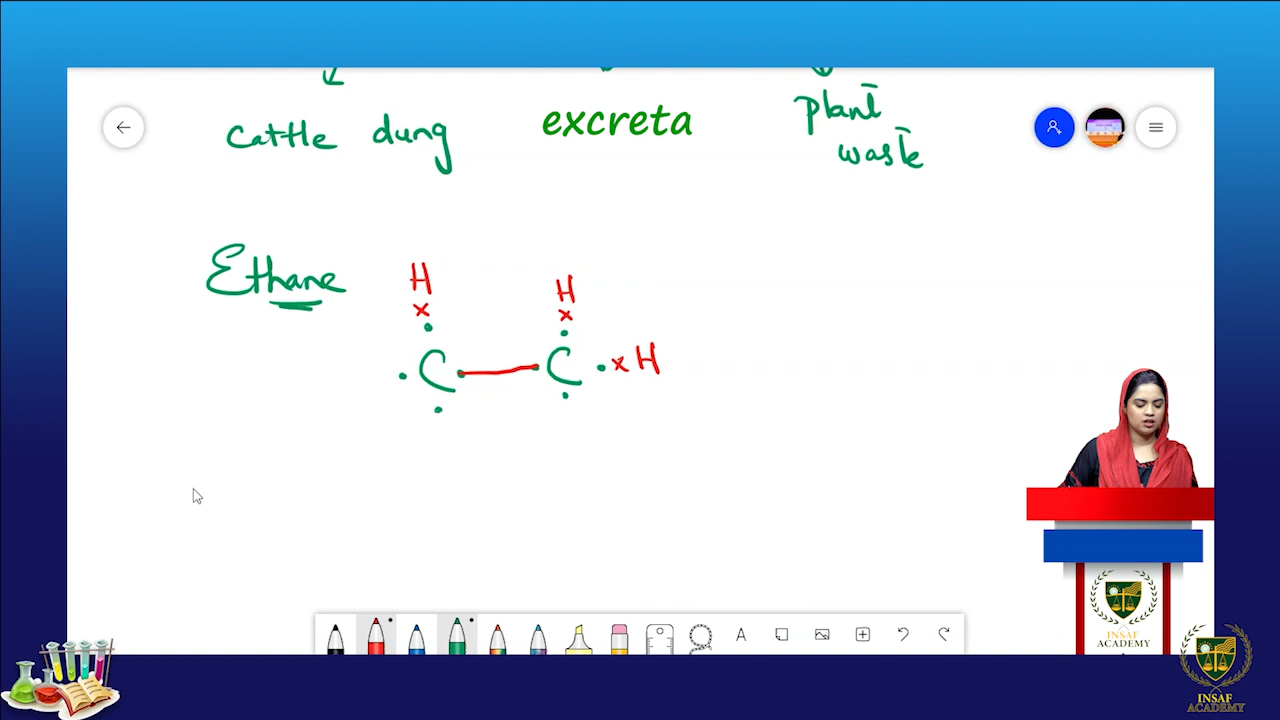 cattle dung
excreta
plant
waste
Ethane
H
H
x
x
C
C
x H
A
INSAF
ACADEMY
INSAF
ACADEMY